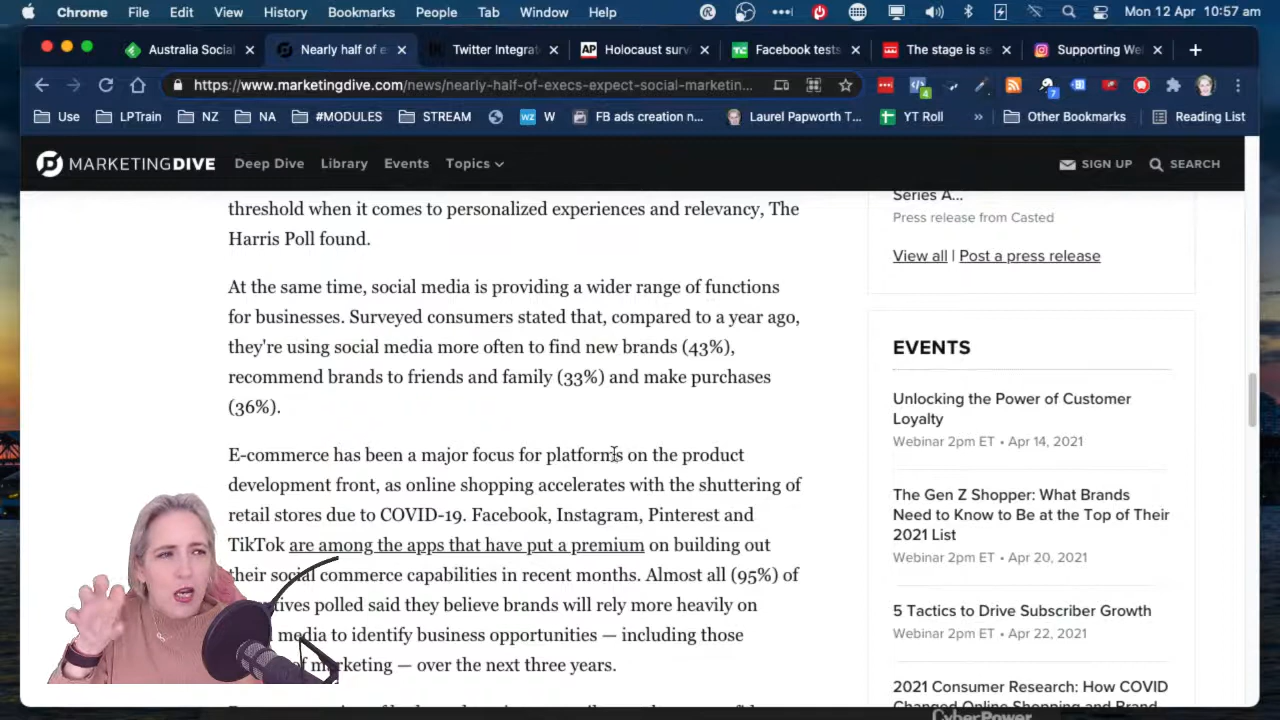 Chrome File Edit View History Bookmarks People Tab Window Help Mon 12 Apr 10:57 am
Australia Social Nearly half of e Twitter Integrat AP Holocaust surv TC Facebook tests The stage is se Supporting We
https://www.marketingdive.com/news/nearly-half-of-execs-expect-social-marketin... 4 7
Use LPTrain NZ NA #MODULES STREAM WZ W FB ads creation n... Laurel Papworth T... YT Roll » Other Bookmarks Reading List
MARKETINGDIVE Deep Dive Library Events Topics SIGN UP SEARCH
threshold when it comes to personalized experiences and relevancy, The
Harris Poll found.
At the same time, social media is providing a wider range of functions
for businesses. Surveyed consumers stated that, compared to a year ago,
they're using social media more often to find new brands (43%),
recommend brands to friends and family (33%) and make purchases
(36%).
E-commerce has been a major focus for platforms on the product
development front, as online shopping accelerates with the shuttering of
retail stores due to COVID-19. Facebook, Instagram, Pinterest and
TikTok are among the apps that have put a premium on building out
their social commerce capabilities in recent months. Almost all (95%) of
tives polled said they believe brands will rely more heavily on
media to identify business opportunities — including those
of marketing — over the next three years.
Series A...
Press release from Casted
View all | Post a press release
EVENTS
Unlocking the Power of Customer
Loyalty
Webinar 2pm ET • Apr 14, 2021
The Gen Z Shopper: What Brands
Need to Know to Be at the Top of Their
2021 List
Webinar 2pm ET • Apr 20, 2021
5 Tactics to Drive Subscriber Growth
Webinar 2pm ET • Apr 22, 2021
2021 Consumer Research: How COVID
Changed Online Shopping and Brand
CyberPower